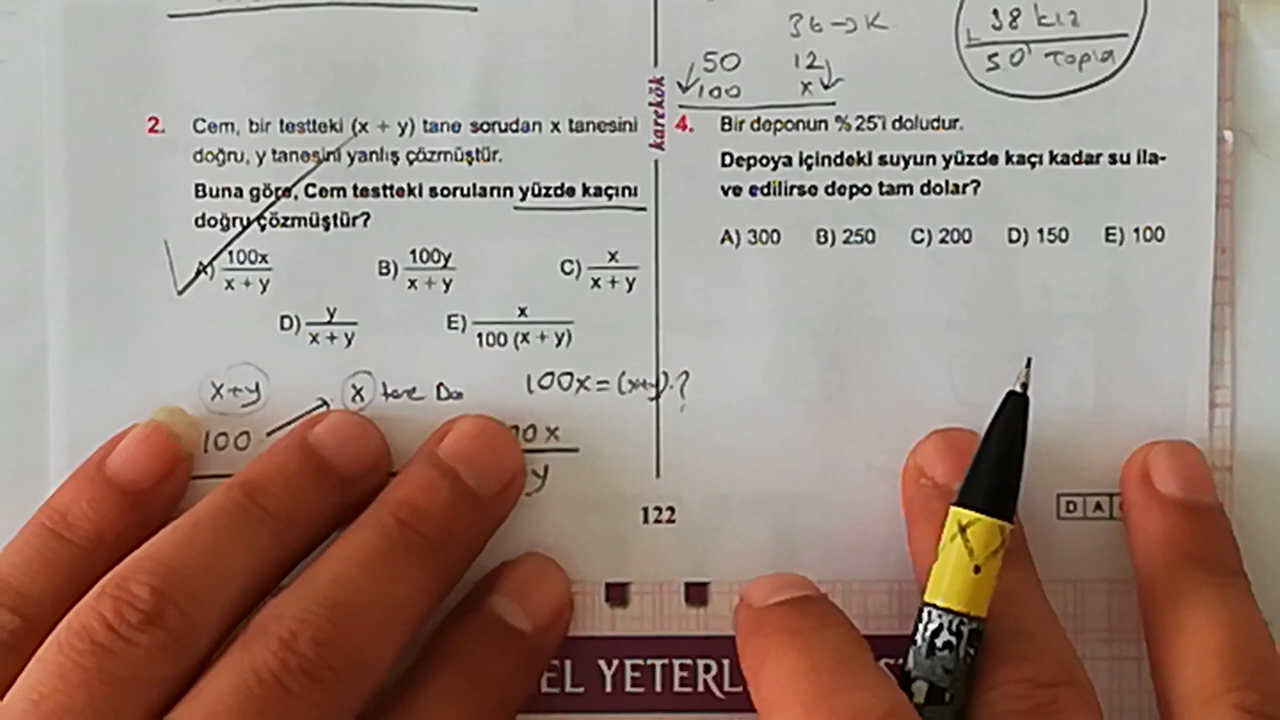 36 → K
50 12
100 x
38 kız
50 Topla
karekök
2. Cem, bir testteki (x + y) tane sorudan x tanesini
doğru, y tanesini yanlış çözmüştür.
Buna göre, Cem testteki soruların yüzde kaçını
doğru çözmüştür?
A) 100x / x + y B) 100y / x + y C) x / x + y
D) y / x + y E) x / 100 (x + y)
x+y x tane Do 100x = (x+y).?
100
y
4. Bir deponun % 25'i doludur.
Depoya içindeki suyun yüzde kaçı kadar su ila-
ve edilirse depo tam dolar?
A) 300 B) 250 C) 200 D) 150 E) 100
122
D A
EL YETERL